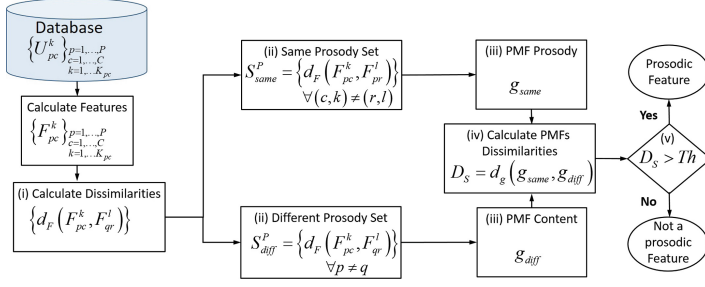 Database
{U^k_pc} p=1,...,P
c=1,...,C
k=1,...K_pc
Calculate Features
{F^k_pc} p=1,...,P
c=1,...,C
k=1,...K_pc
(i) Calculate Dissimilarities
{d_F(F^k_pc, F^l_qr)}
(ii) Same Prosody Set
S^P_same = {d_F(F^k_pc, F^l_pr)}
∀(c,k) ≠ (r,l)
(ii) Different Prosody Set
S^P_diff = {d_F(F^k_pc, F^l_qr)}
∀p ≠ q
(iii) PMF Prosody
g_same
(iv) Calculate PMFs
Dissimilarities
D_S = d_g(g_same, g_diff)
(iii) PMF Content
g_diff
Prosodic
Feature
Yes
(v)
D_S > Th
No
Not a
prosodic
Feature